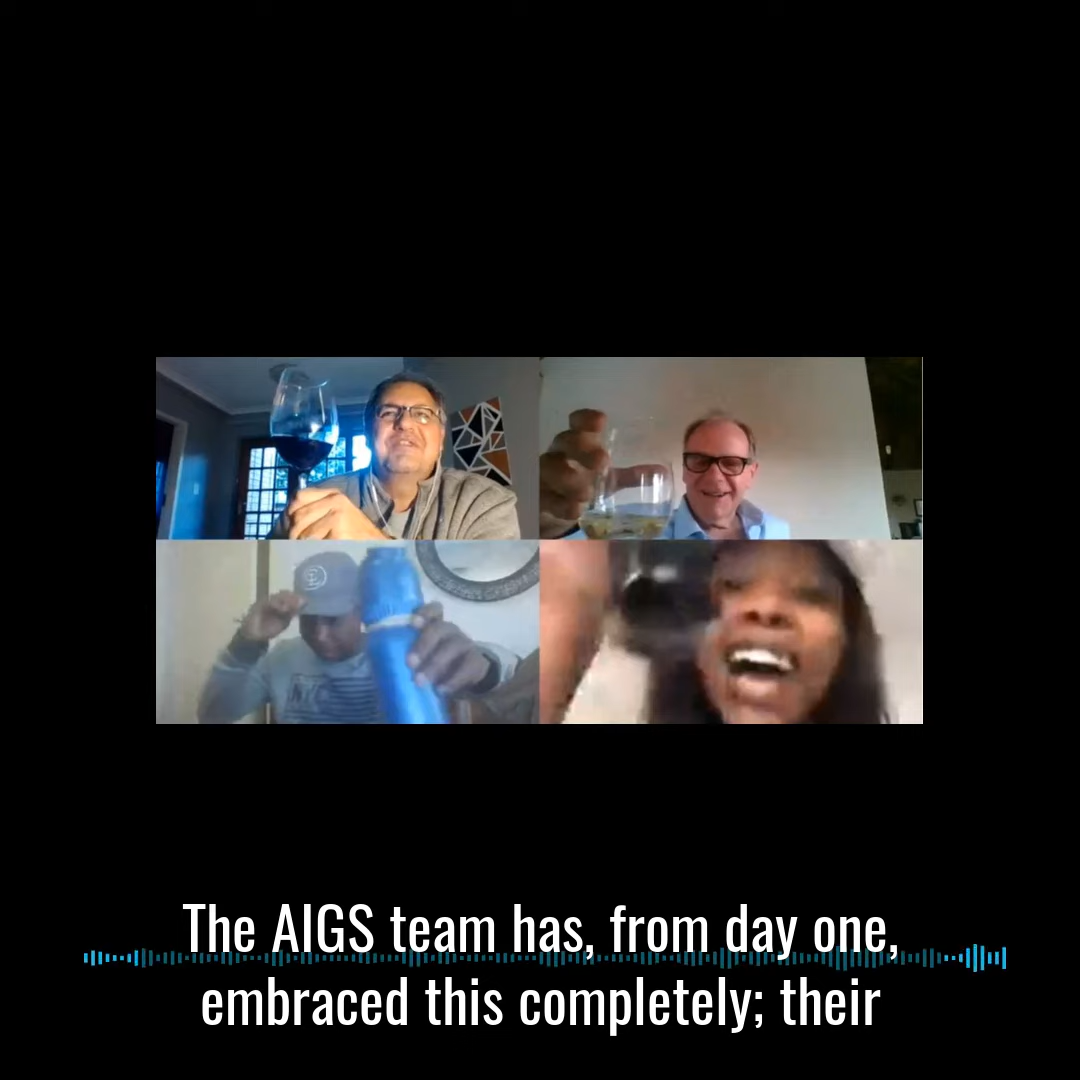 The AIGS team has, from day one,
embraced this completely; their